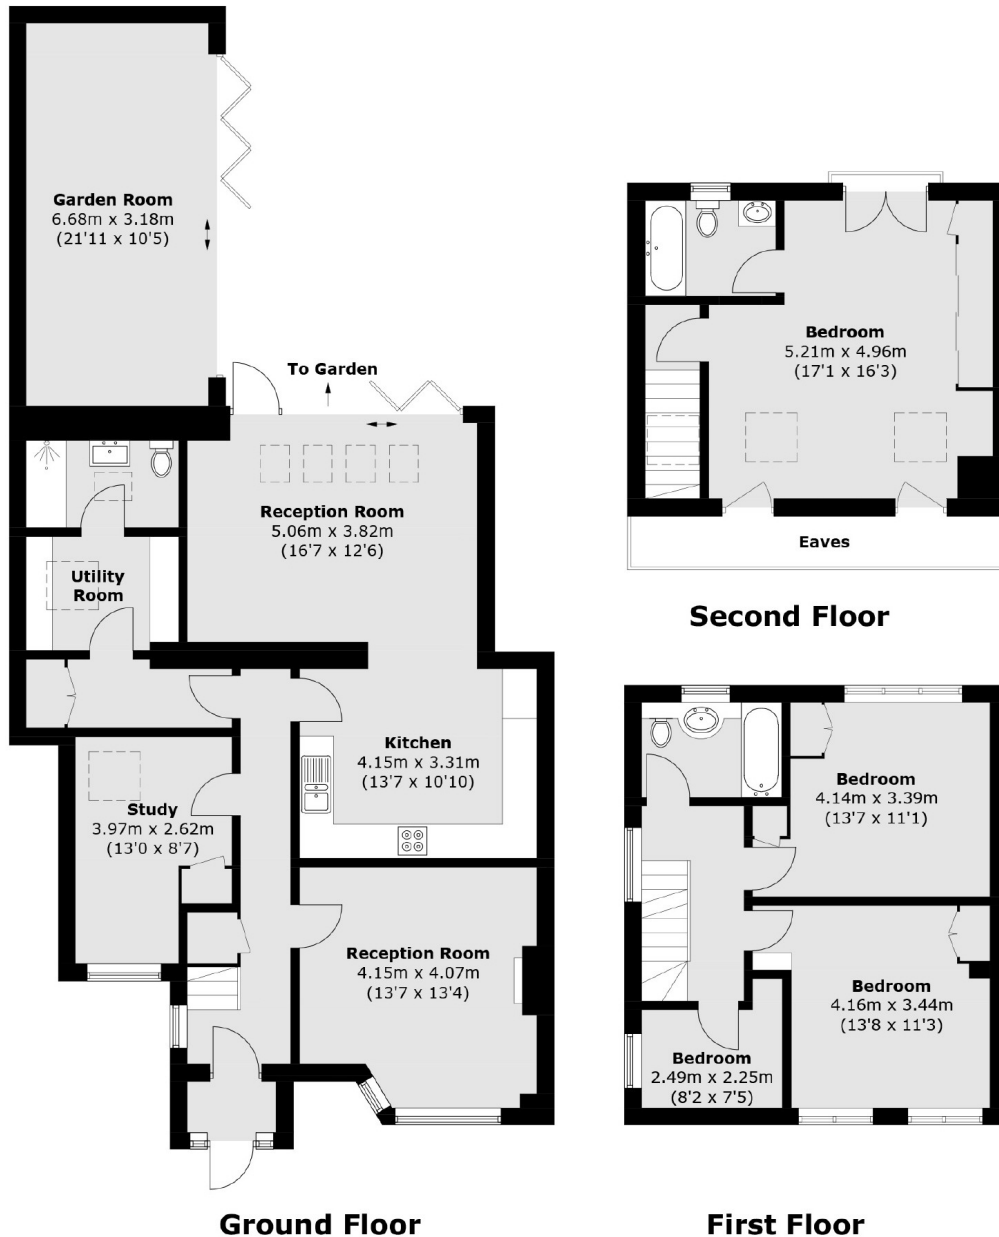 Garden Room
6.68m x 3.18m
(21'11 x 10'5)
To Garden
Reception Room
5.06m x 3.82m
(16'7 x 12'6)
Utility
Room
Kitchen
4.15m x 3.31m
(13'7 x 10'10)
Study
3.97m x 2.62m
(13'0 x 8'7)
Reception Room
4.15m x 4.07m
(13'7 x 13'4)
Ground Floor
Bedroom
5.21m x 4.96m
(17'1 x 16'3)
Eaves
Second Floor
Bedroom
4.14m x 3.39m
(13'7 x 11'1)
Bedroom
4.16m x 3.44m
(13'8 x 11'3)
Bedroom
2.49m x 2.25m
(8'2 x 7'5)
First Floor